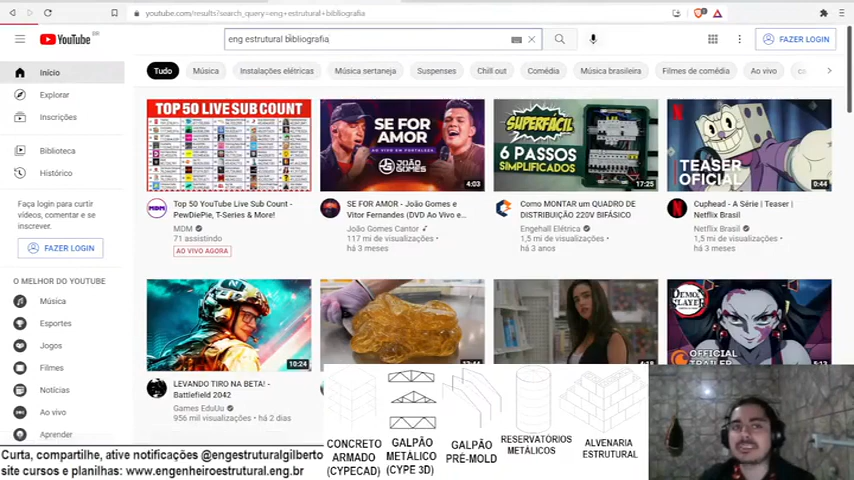 youtube.com/results?search_query=eng+estrutural+bibliografia
YouTube BR
eng estrutural bibliografia
FAZER LOGIN
Tudo
Música
Instalações elétricas
Música sertaneja
Suspenses
Chill out
Comédia
Música brasileira
Filmes de comédia
Ao vivo
Início
Explorar
Inscrições
Biblioteca
Histórico
Faça login para curtir
vídeos, comentar e se
inscrever.
FAZER LOGIN
O MELHOR DO YOUTUBE
Música
Esportes
Jogos
Filmes
Notícias
Ao vivo
Aprender
TOP 50 LIVE SUB COUNT
Top 50 YouTube Live Sub Count -
PewDiePie, T-Series & More!
MDM
71 assistindo
AO VIVO AGORA
SE FOR
AMOR
AO VIVO EM FORTALEZA
JOÃO
GOMES
4:03
SE FOR AMOR - João Gomes e
Vitor Fernandes (DVD Ao Vivo e...
João Gomes Cantor
117 mi de visualizações •
há 3 meses
SUPERFÁCIL
6 PASSOS
SIMPLIFICADOS
17:25
Como MONTAR um QUADRO DE
DISTRIBUIÇÃO 220V BIFÁSICO
Engehall Elétrica
1,5 mi de visualizações •
há 3 anos
TEASER
OFICIAL
0:44
Cuphead - A Série | Teaser |
Netflix Brasil
Netflix Brasil
1,5 mi de visualizações •
há 3 meses
10:24
LEVANDO TIRO NA BETA! -
Battlefield 2042
Games EduUu
956 mil visualizações • há 2 dias
DEMON
SLAYER
OFFICIAL
TRAILER
CONCRETO
ARMADO
(CYPECAD)
GALPÃO
METÁLICO
(CYPE 3D)
GALPÃO
PRÉ-MOLD
RESERVATÓRIOS
METÁLICOS
ALVENARIA
ESTRUTURAL
Curta, compartilhe, ative notificações @engestruturalgilberto
site cursos e planilhas: www.engenheiroestrutural.eng.br